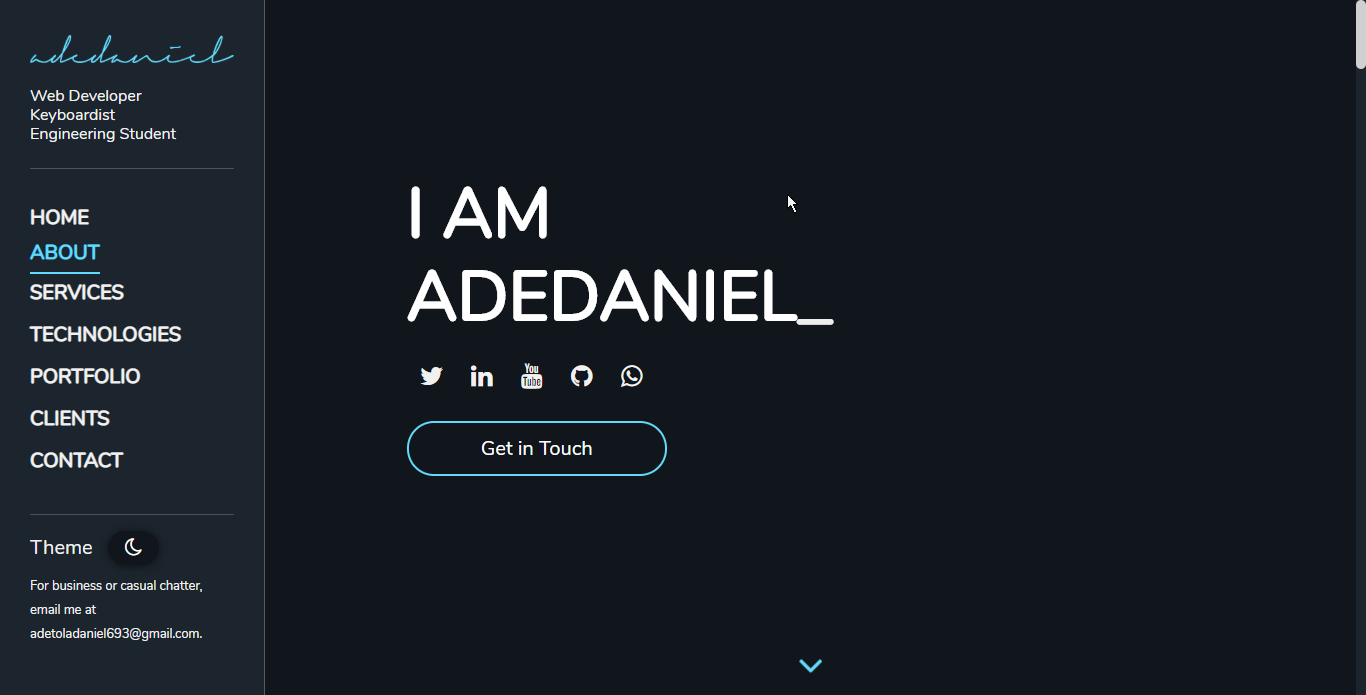 adedaniel
Web Developer
Keyboardist
Engineering Student
HOME
ABOUT
SERVICES
TECHNOLOGIES
PORTFOLIO
CLIENTS
CONTACT
Theme
For business or casual chatter,
email me at
adetoladaniel693@gmail.com.
I AM
ADEDANIEL_
in
You
Tube
Get in Touch